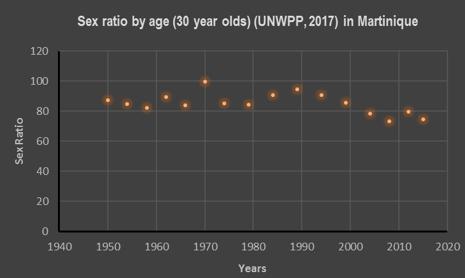 Sex ratio by age (30 year olds) (UNWPP, 2017) in Martinique
120
100
80
60
40
20
0
Sex Ratio
1940 1950 1960 1970 1980 1990 2000 2010 2020
Years